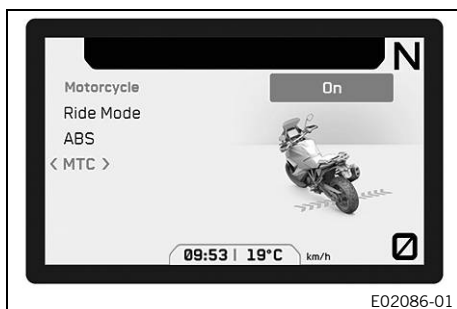 N
Motorcycle
On
Ride Mode
ABS
< MTC >
09:53 | 19°C km/h
0
E02086-01